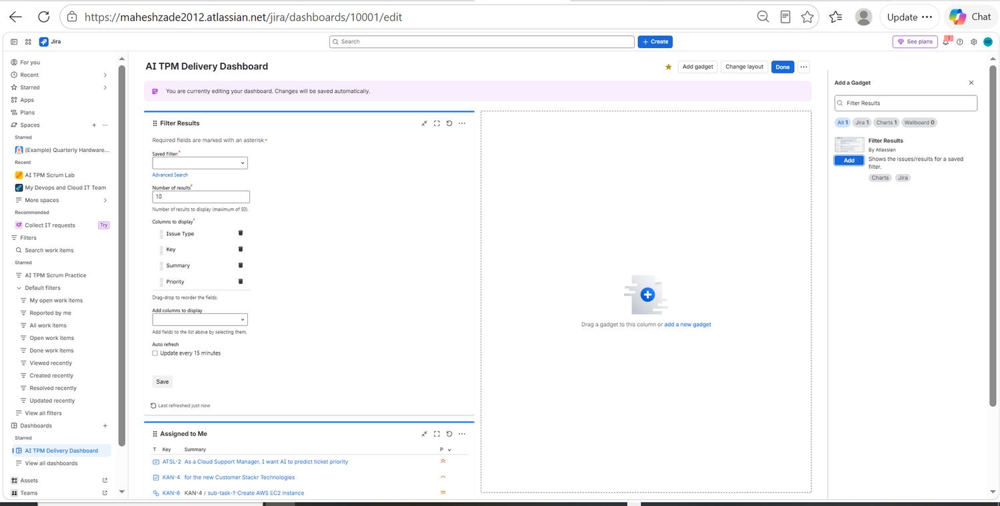 https://maheshzade2012.atlassian.net/jira/dashboards/10001/edit
Update
Chat
Jira
Search
+ Create
See plans
1
MZ
For you
Recent
Starred
Apps
Plans
Spaces
Starred
(Example) Quarterly Hardware...
Recent
AI TPM Scrum Lab
My Devops and Cloud IT Team
More spaces
Recommended
Collect IT requests
Try
Filters
Search work items
Starred
AI TPM Scrum Practice
Default filters
My open work items
Reported by me
All work items
Open work items
Done work items
Viewed recently
Created recently
Resolved recently
Updated recently
View all filters
Dashboards
Starred
AI TPM Delivery Dashboard
View all dashboards
Assets
Teams
AI TPM Delivery Dashboard
Add gadget
Change layout
Done
You are currently editing your dashboard. Changes will be saved automatically.
Filter Results
Required fields are marked with an asterisk *
Saved Filter:*
Advanced Search
Number of results*
10
Number of results to display (maximum of 50).
Columns to display*
Issue Type
Key
Summary
Priority
Drag-drop to reorder the fields.
Add columns to display
Add fields to the list above by selecting them.
Auto refresh
Update every 15 minutes
Save
Last refreshed just now
Assigned to Me
T Key Summary P
ATSL-2 As a Cloud Support Manager, I want AI to predict ticket priority
KAN-4 for the new Customer Stackr Technologies
KAN-6 KAN-4 / sub-task-1-Create AWS EC2 instance
Drag a gadget to this column or add a new gadget
Add a Gadget
Filter Results
All 1 Jira 1 Charts 1 Wallboard 0
Filter Results
By Atlassian
Add
Shows the issues/results for a saved
filter.
Charts Jira